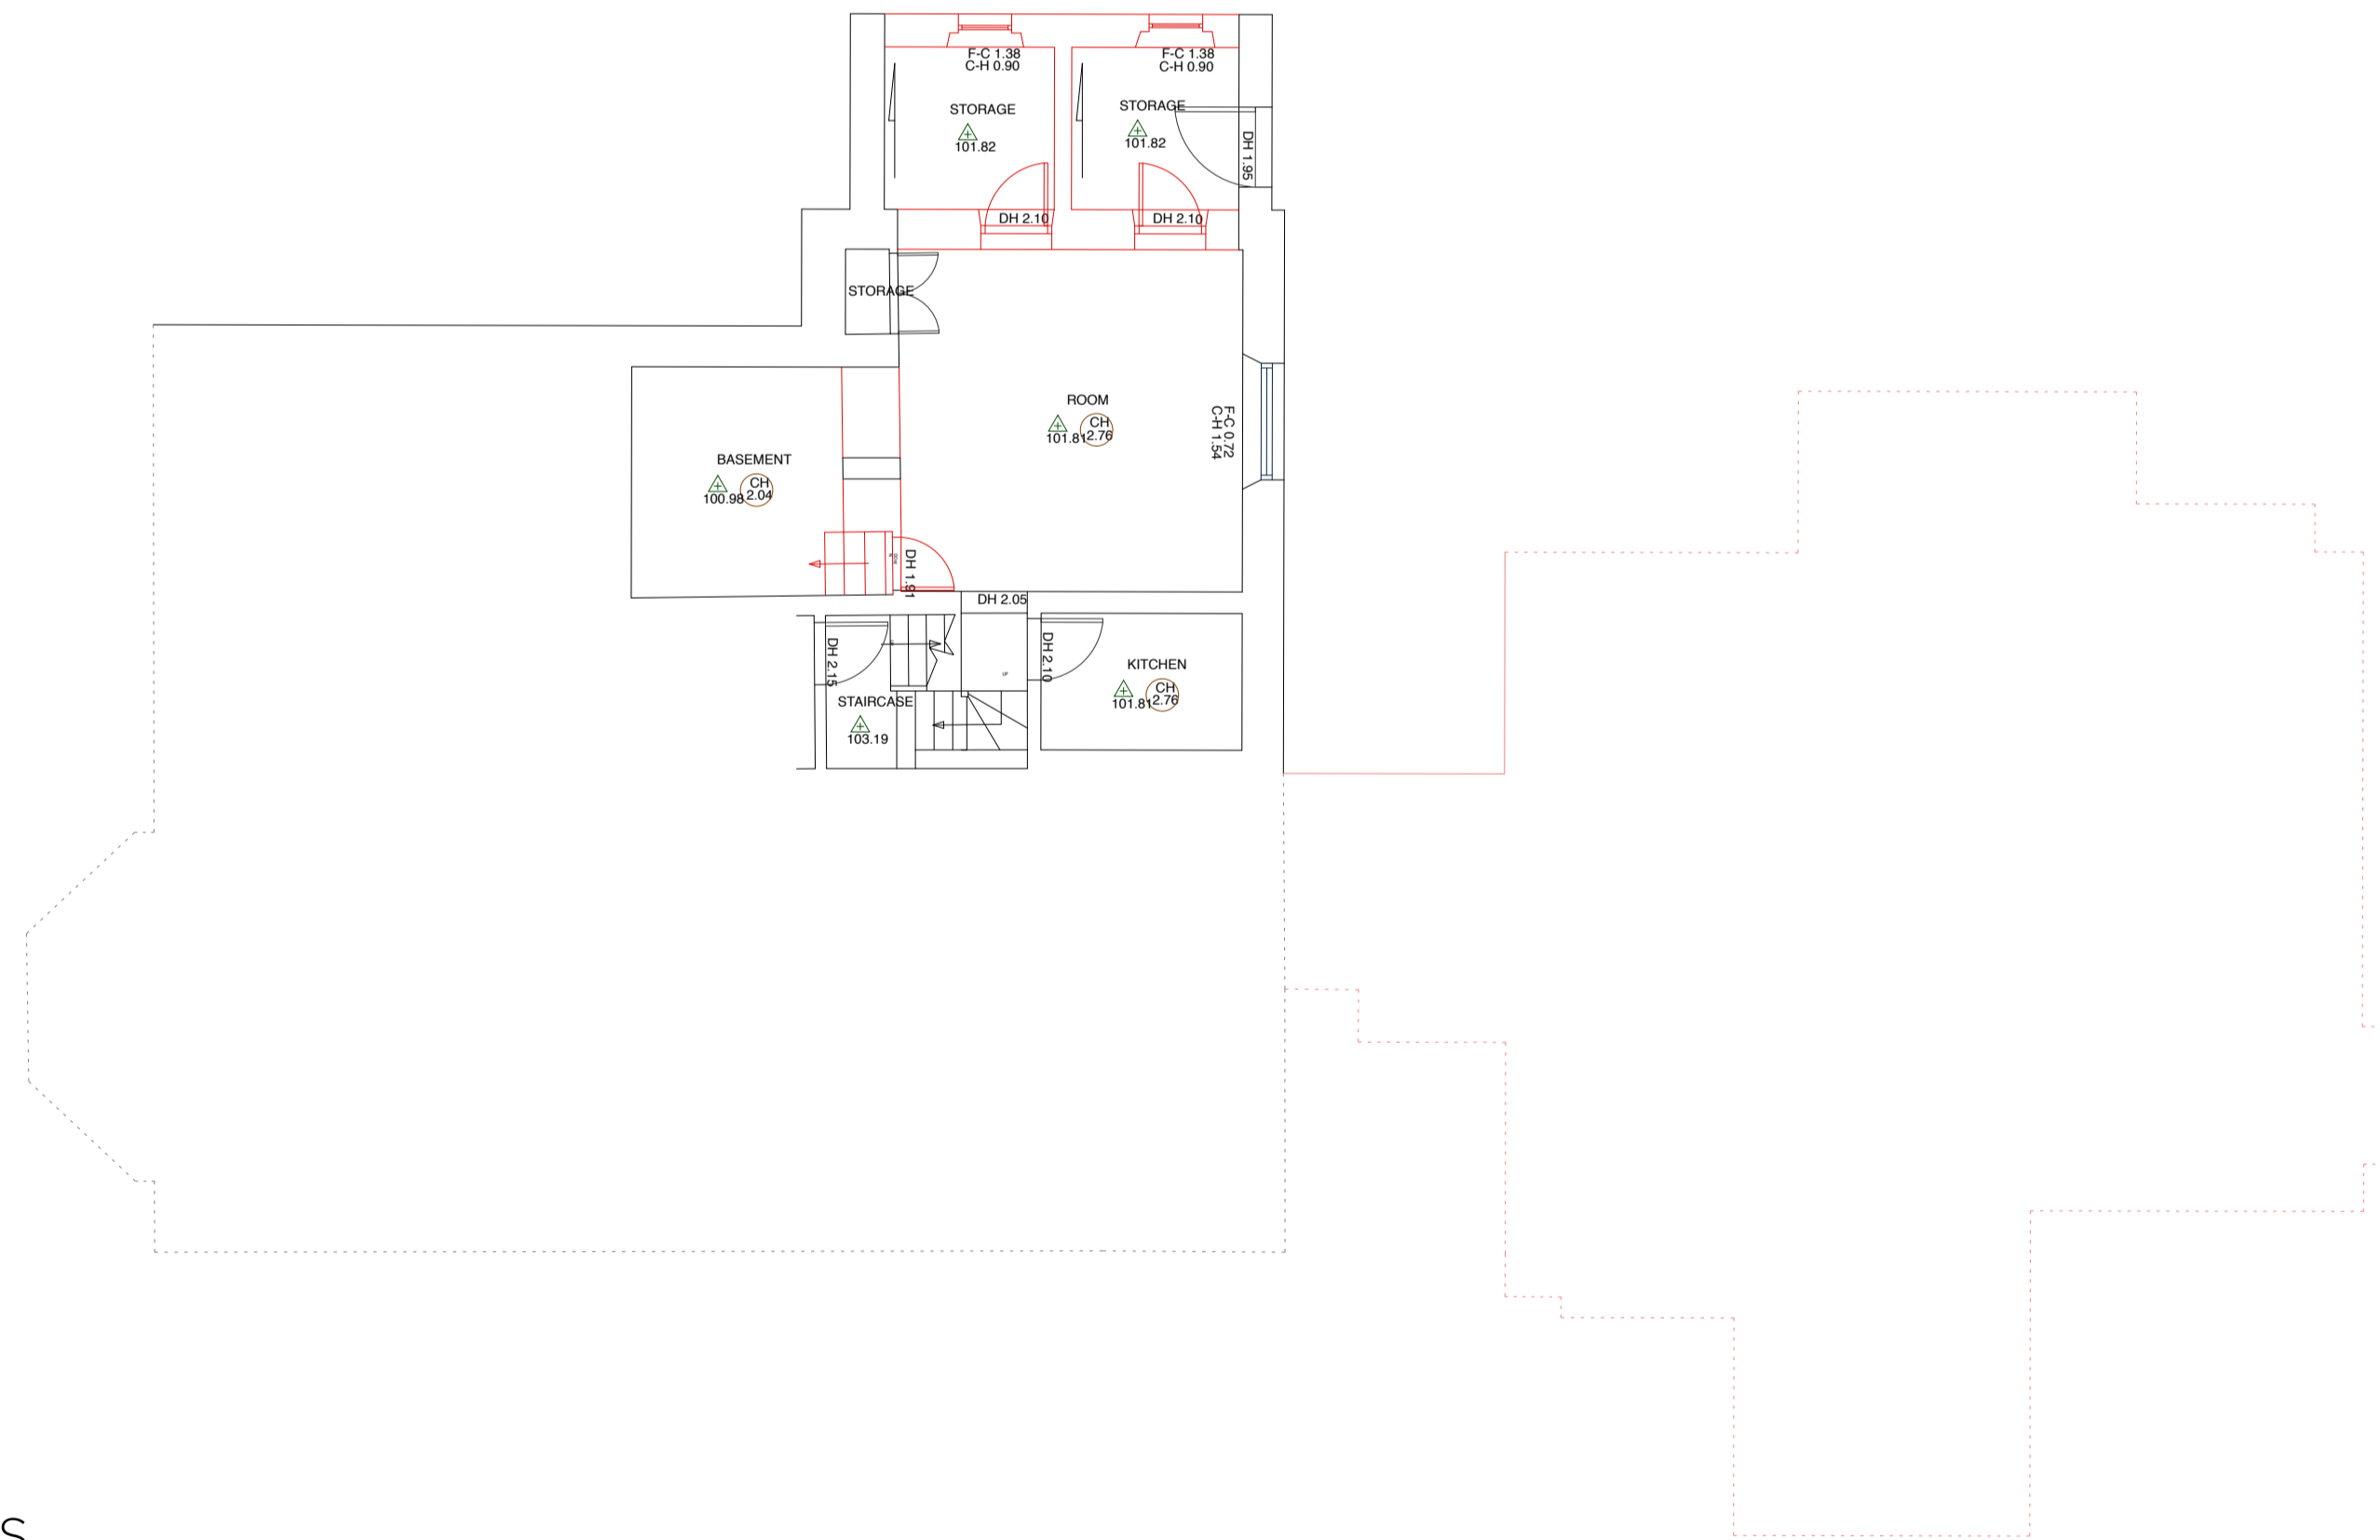 F-C 1.38
C-H 0.90
F-C 1.38
C-H 0.90
STORAGE
101.82
STORAGE
101.82
DH 1.95
DH 2.10
DH 2.10
STORAGE
ROOM
101.81
CH
2.76
F-C 0.72
C-H 1.54
BASEMENT
100.98
CH
2.04
DH 1.91
DH 2.05
DH 2.15
UP
DH 2.10
KITCHEN
101.81
CH
2.76
STAIRCASE
103.19
S